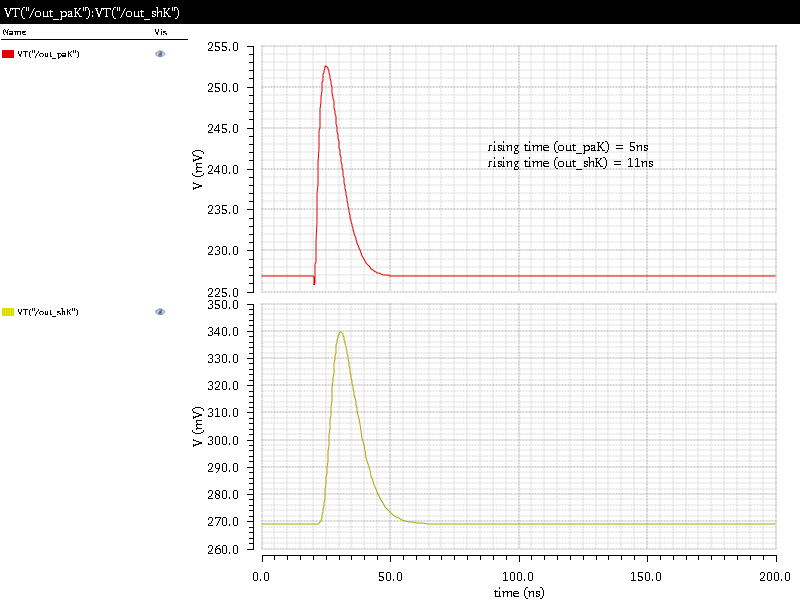 VT("/out_paK"):VT("/out_shK")
Name Vis
VT("/out_paK")
255.0
250.0
245.0
240.0
235.0
230.0
225.0
V (mV)
rising time (out_paK) = 5ns
rising time (out_shK) = 11ns
VT("/out_shK")
350.0
340.0
330.0
320.0
310.0
300.0
290.0
280.0
270.0
260.0
V (mV)
0.0 50.0 100.0 150.0 200.0
time (ns)